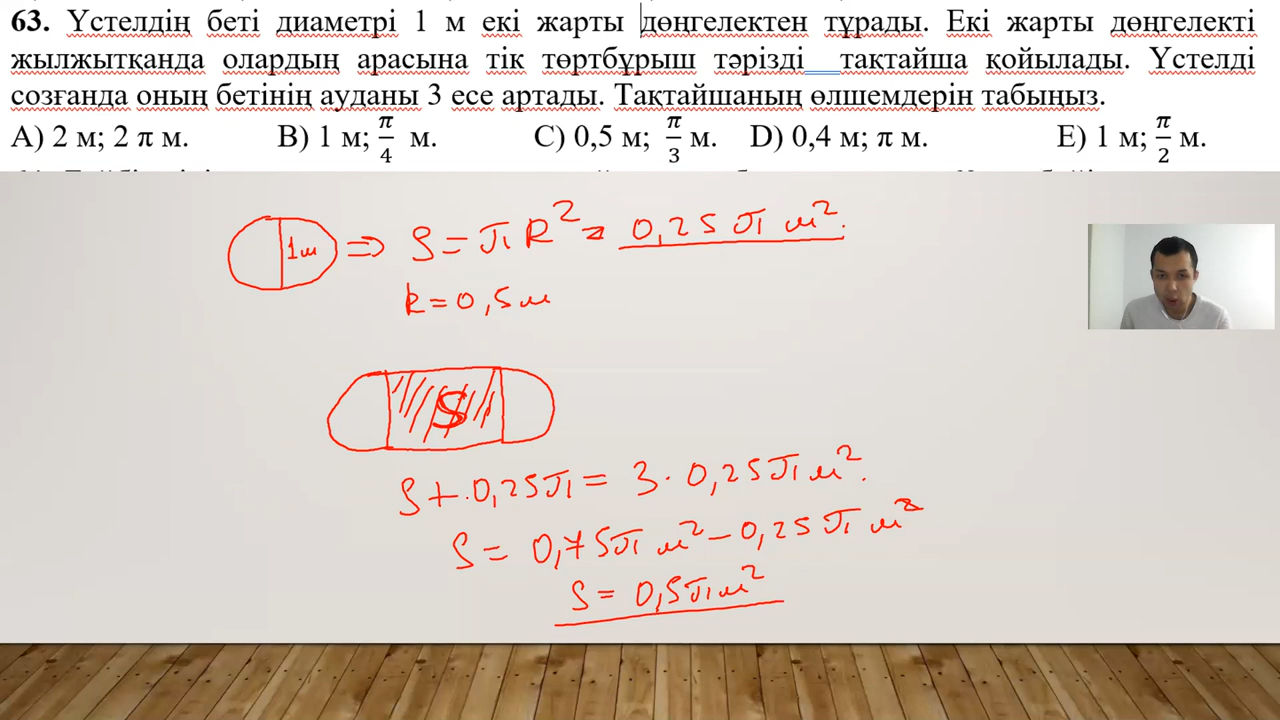 63. Үстелдің беті диаметрі 1 м екі жарты дөңгелектен тұрады. Екі жарты дөңгелекті
жылжытқанда олардың арасына тік төртбұрыш тәрізді тақтайша қойылады. Үстелді
созғанда оның бетінің ауданы 3 есе артады. Тақтайшаның өлшемдерін табыңыз.
A) 2 м; 2 π м. B) 1 м; π/4 м. C) 0,5 м; π/3 м. D) 0,4 м; π м. E) 1 м; π/2 м.
1м ⇒ S = πR² = 0,25 π м².
R = 0,5 м
S
S + 0,25π = 3 · 0,25π м².
S = 0,75π м² − 0,25 π м²
S = 0,5π м²